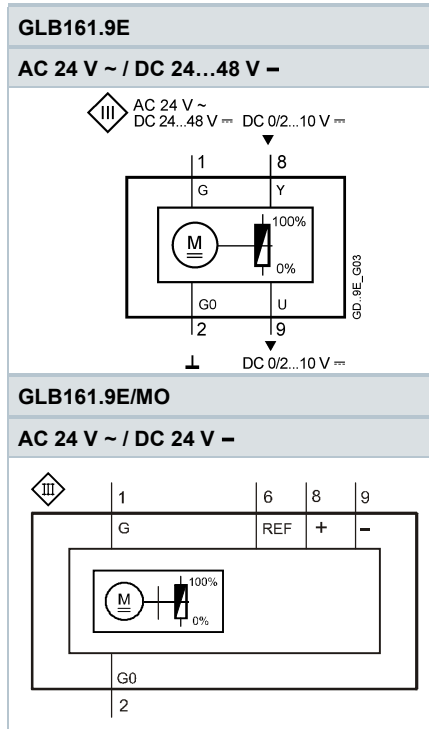 GLB161.9E
AC 24 V ~ / DC 24…48 V ⎓
III
AC 24 V ~
DC 24...48 V ⎓ DC 0/2...10 V ⎓
1 8
G Y
M
100%
0%
G0 U
2 9
DC 0/2...10 V ⎓
GD..9E_G03
GLB161.9E/MO
AC 24 V ~ / DC 24 V ⎓
III
1 6 8 9
G REF + -
M
100%
0%
G0
2